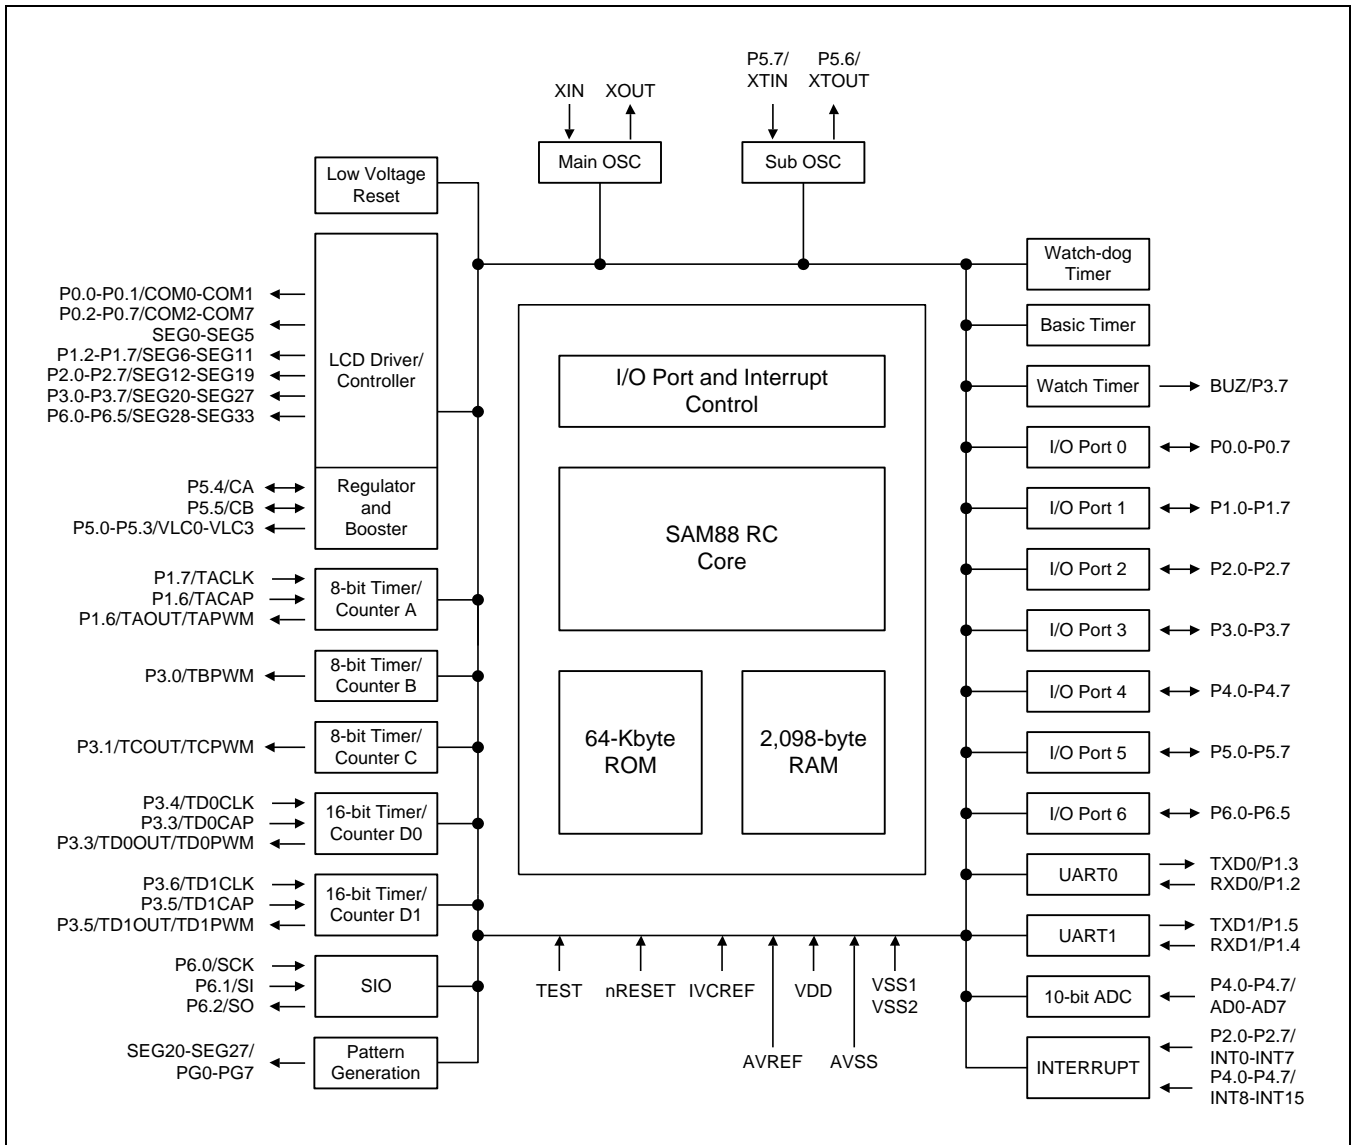 XIN
XOUT
P5.7/
XTIN
P5.6/
XTOUT
Main OSC
Sub OSC
Low Voltage
Reset
P0.0-P0.1/COM0-COM1
P0.2-P0.7/COM2-COM7
SEG0-SEG5
P1.2-P1.7/SEG6-SEG11
P2.0-P2.7/SEG12-SEG19
P3.0-P3.7/SEG20-SEG27
P6.0-P6.5/SEG28-SEG33
LCD Driver/
Controller
P5.4/CA
P5.5/CB
P5.0-P5.3/VLC0-VLC3
Regulator
and
Booster
P1.7/TACLK
P1.6/TACAP
P1.6/TAOUT/TAPWM
8-bit Timer/
Counter A
P3.0/TBPWM
8-bit Timer/
Counter B
P3.1/TCOUT/TCPWM
8-bit Timer/
Counter C
P3.4/TD0CLK
P3.3/TD0CAP
P3.3/TD0OUT/TD0PWM
16-bit Timer/
Counter D0
P3.6/TD1CLK
P3.5/TD1CAP
P3.5/TD1OUT/TD1PWM
16-bit Timer/
Counter D1
P6.0/SCK
P6.1/SI
P6.2/SO
SIO
SEG20-SEG27/
PG0-PG7
Pattern
Generation
I/O Port and Interrupt
Control
SAM88 RC
Core
64-Kbyte
ROM
2,098-byte
RAM
TEST
nRESET
IVCREF
AVREF
VDD
AVSS
VSS1
VSS2
Watch-dog
Timer
Basic Timer
Watch Timer
BUZ/P3.7
I/O Port 0
P0.0-P0.7
I/O Port 1
P1.0-P1.7
I/O Port 2
P2.0-P2.7
I/O Port 3
P3.0-P3.7
I/O Port 4
P4.0-P4.7
I/O Port 5
P5.0-P5.7
I/O Port 6
P6.0-P6.5
UART0
TXD0/P1.3
RXD0/P1.2
UART1
TXD1/P1.5
RXD1/P1.4
10-bit ADC
P4.0-P4.7/
AD0-AD7
INTERRUPT
P2.0-P2.7/
INT0-INT7
P4.0-P4.7/
INT8-INT15